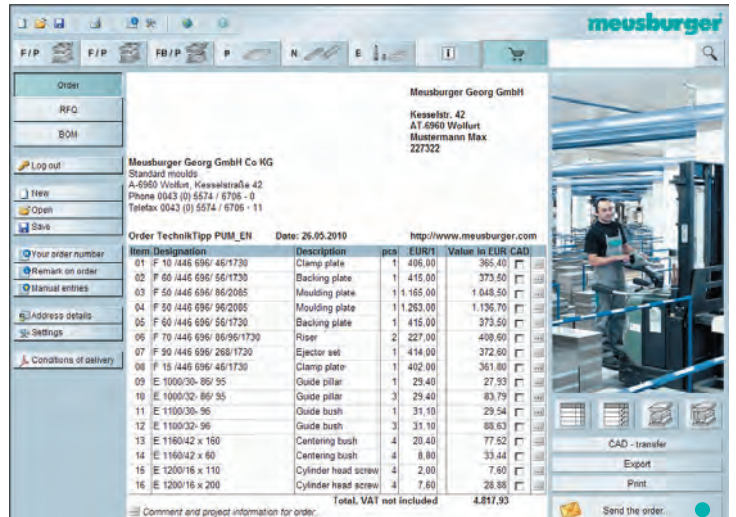 meusburger
F/P F/P FB/P P N E i
Order
RFQ
BOM
Log out
New
Open
Save
Your order number
Remark on order
Manual entries
Address details
Settings
Conditions of delivery
Meusburger Georg GmbH
Kesselstr. 42
AT-6960 Wolfurt
Mustermann Max
227322
Meusburger Georg GmbH Co KG
Standard moulds
A-6960 Wolfurt, Kesselstraße 42
Phone 0043 (0) 5574 / 6706 - 0
Telefax 0043 (0) 5574 / 6706 - 11
Order TechnikTipp PUM_EN Date: 26.05.2010 http://www.meusburger.com
Item Designation Description pcs EUR/1 Value in EUR CAD
01 F 10 /446 696/ 46/1730 Clamp plate 1 406,00 365,40
02 F 60 /446 696/ 56/1730 Backing plate 1 415,00 373,50
03 F 50 /446 696/ 86/2085 Moulding plate 1 1.165,00 1.048,50
04 F 50 /446 696/ 96/2085 Moulding plate 1 1.263,00 1.136,70
05 F 60 /446 696/ 56/1730 Backing plate 1 415,00 373,50
06 F 70 /446 696/ 86/96/1730 Riser 2 227,00 408,60
07 F 90 /446 696/ 268/1730 Ejector set 1 414,00 372,60
08 F 15 /446 696/ 46/1730 Clamp plate 1 402,00 361,80
09 E 1000/30- 86/ 95 Guide pillar 1 29,40 27,93
10 E 1000/32- 86/ 95 Guide pillar 3 29,40 83,79
11 E 1100/30- 96 Guide bush 1 31,10 29,54
12 E 1100/32- 96 Guide bush 3 31,10 88,63
13 E 1160/42 x 160 Centering bush 4 20,40 77,52
14 E 1160/42 x 60 Centering bush 4 8,80 33,44
15 E 1200/16 x 110 Cylinder head screw 4 2,00 7,60
16 E 1200/16 x 200 Cylinder head screw 4 7,60 28,88
Total, VAT not included 4.817,93
Comment and project information for order.
CAD - transfer
Export
Print
Send the order.